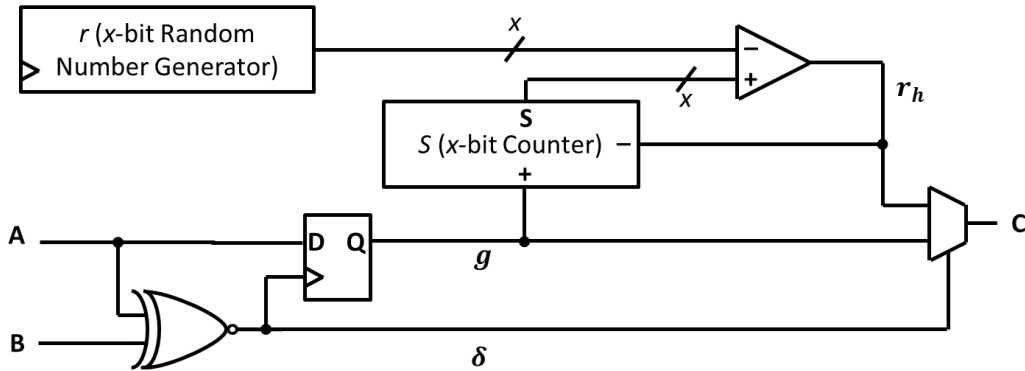 r (x-bit Random
Number Generator)
x
x
−
+
r_h
S
S (x-bit Counter) −
+
A
D Q
g
C
B
δ